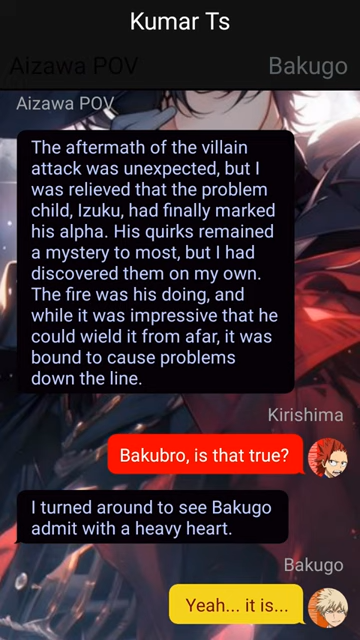 Kumar Ts
Aizawa POV
Bakugo
Aizawa POV
The aftermath of the villain
attack was unexpected, but I
was relieved that the problem
child, Izuku, had finally marked
his alpha. His quirks remained
a mystery to most, but I had
discovered them on my own.
The fire was his doing, and
while it was impressive that he
could wield it from afar, it was
bound to cause problems
down the line.
Kirishima
Bakubro, is that true?
I turned around to see Bakugo
admit with a heavy heart.
Bakugo
Yeah... it is...